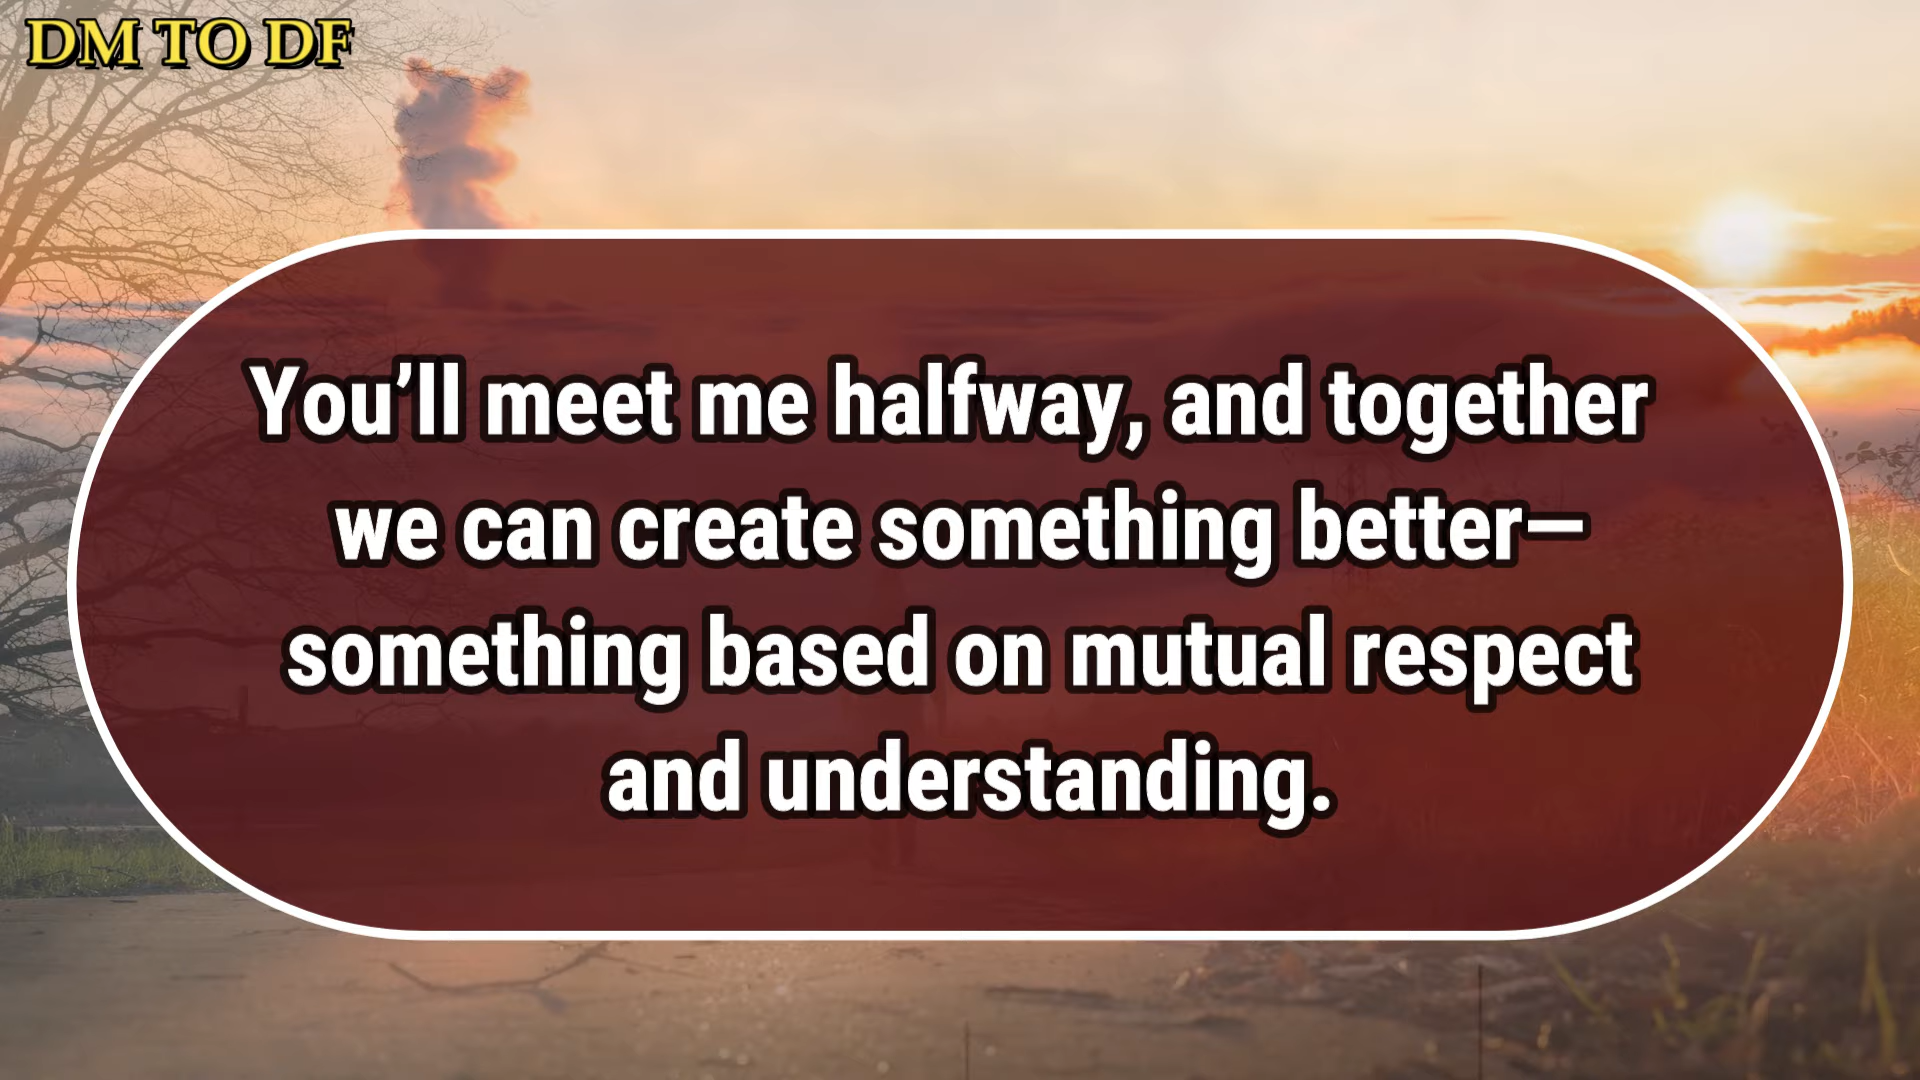 DM TO DF
You’ll meet me halfway, and together
we can create something better—
something based on mutual respect
and understanding.